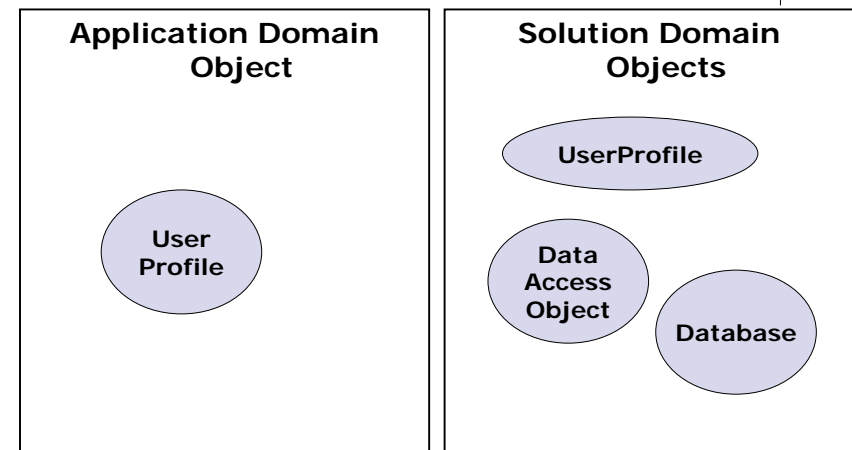 Application Domain
Object
User
Profile
Solution Domain
Objects
UserProfile
Data
Access
Object
Database